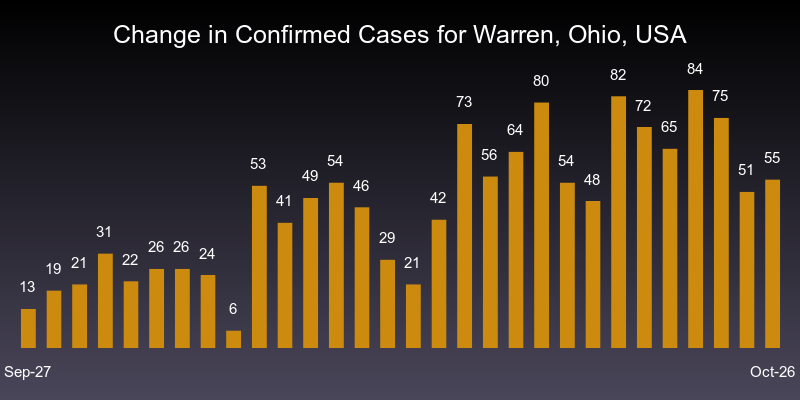 Change in Confirmed Cases for Warren, Ohio, USA
13 19 21 31 22 26 26 24 6 53 41 49 54 46 29 21 42 73 56 64 80 54 48 82 72 65 84 75 51 55
Sep-27 Oct-26